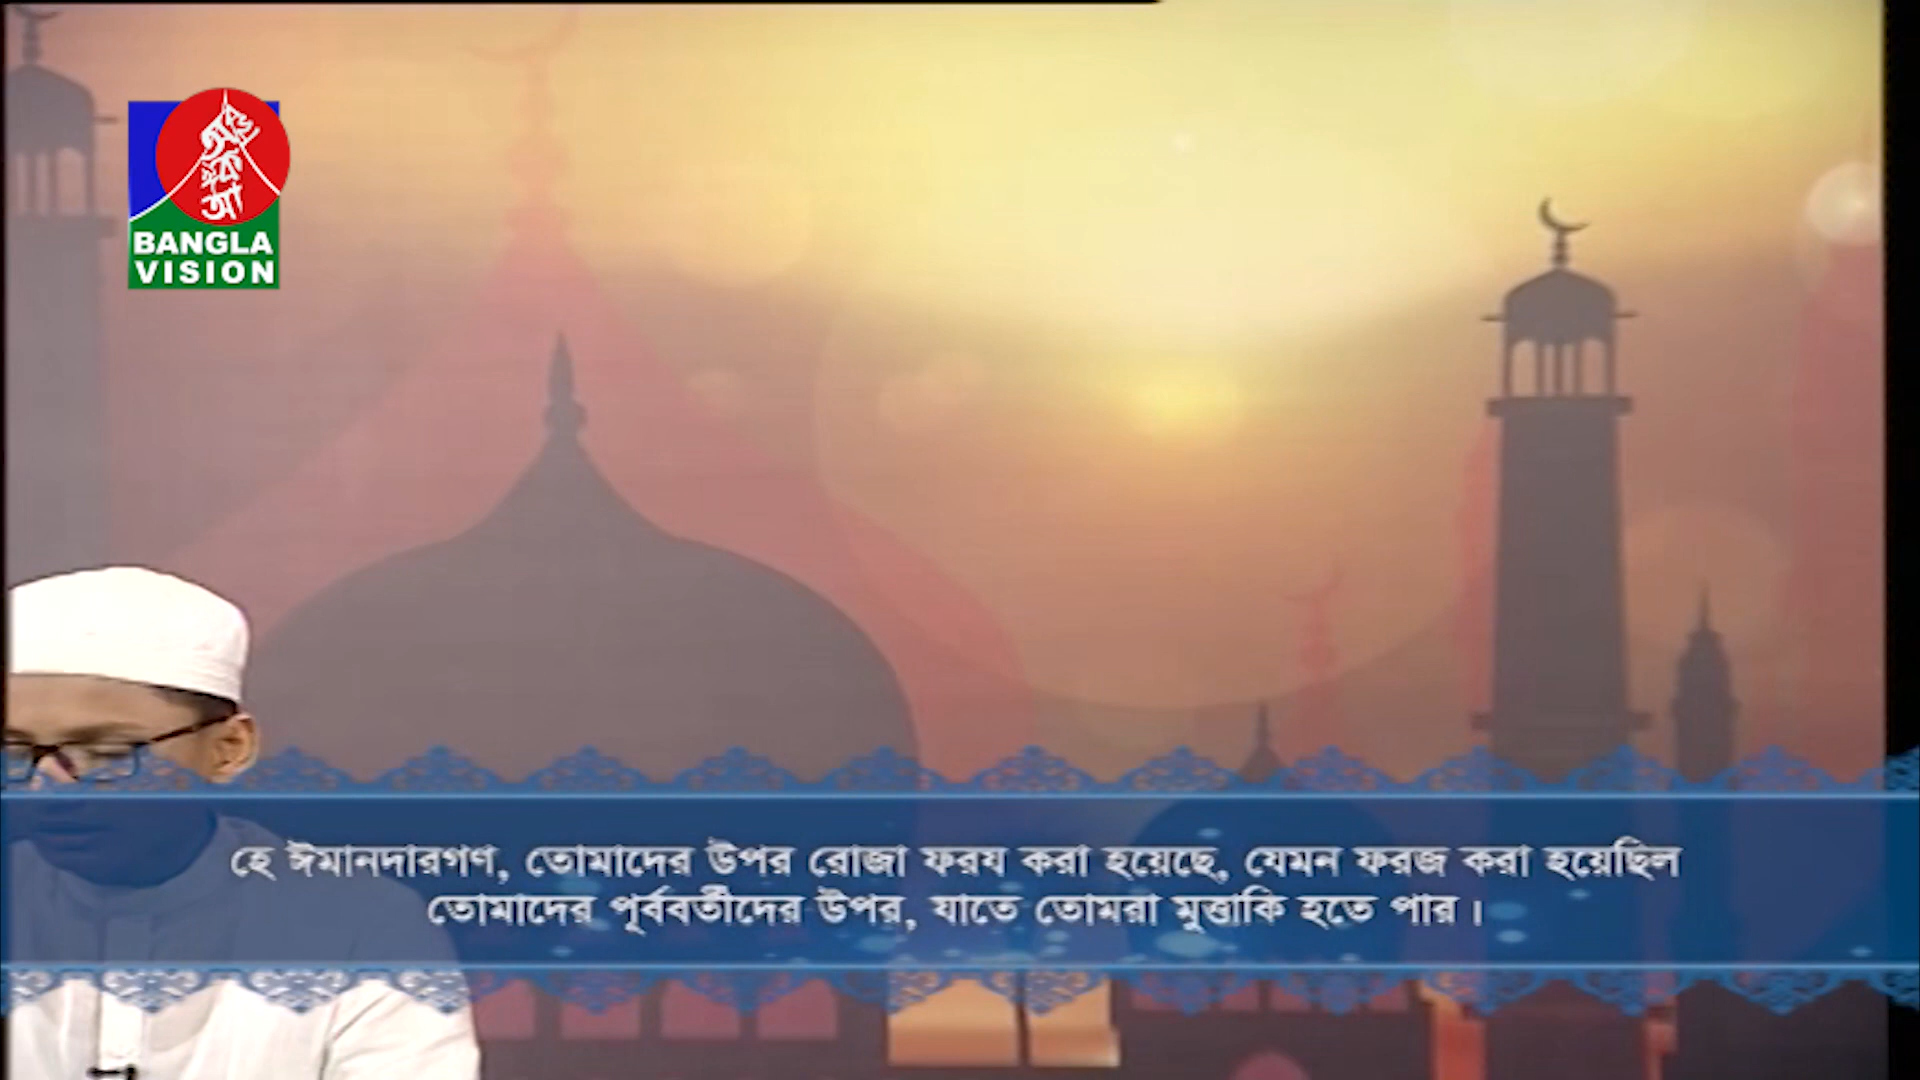 BANGLA
VISION
হে ঈমানদারগণ, তোমাদের উপর রোজা ফরয করা হয়েছে, যেমন ফরজ করা হয়েছিল
তোমাদের পূর্ববর্তীদের উপর, যাতে তোমরা মুত্তাকি হতে পার।